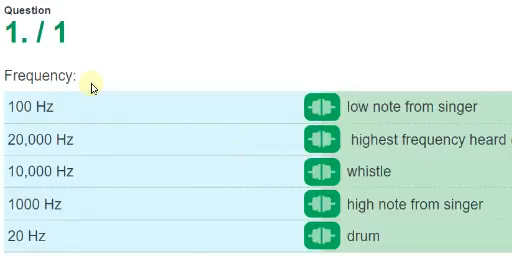 Question
1. / 1
Frequency:
100 Hz low note from singer
20,000 Hz highest frequency heard
10,000 Hz whistle
1000 Hz high note from singer
20 Hz drum